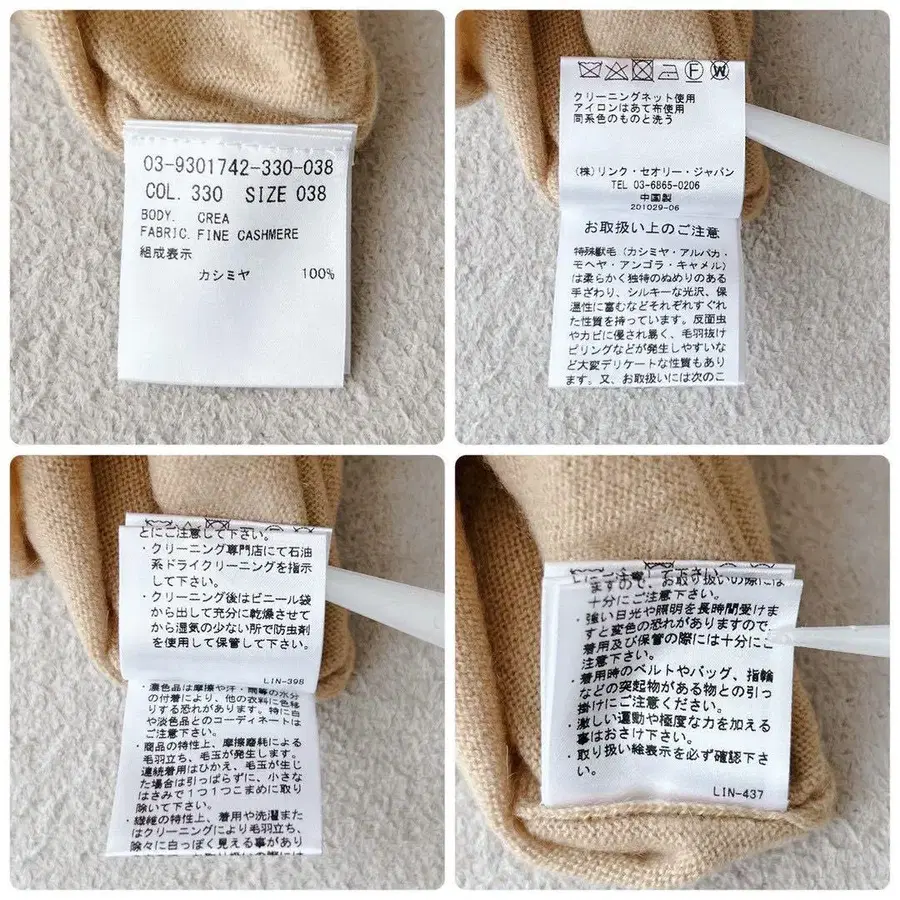 03-9301742-330-038
COL. 330 SIZE 038
BODY. CREA
FABRIC. FINE CASHMERE
組成表示
カシミヤ 100%
F
W
クリーニングネット使用
アイロンはあて布使用
同系色のものと洗う
(株)リンク・セオリー・ジャパン
TEL 03-6865-0206
中国製
201029-06
お取扱い上のご注意
特殊獣毛(カシミヤ・アルパカ・
モヘヤ・アンゴラ・キャメル)
は柔らかく独特のぬめりのある
手ざわり、シルキーな光沢、保
温性に富むなどそれぞれすぐれ
た性質を持っています。反面虫
やカビに優され易く、毛羽抜け
ピリングなどが発生しやすいな
ど大変デリケートな性質もあり
ます。又、お取扱いには次のこ
とにご注意して下さい。
・クリーニング専門店にて石油
系ドライクリーニングを指示
して下さい。
・クリーニング後はビニール袋
から出して充分に乾燥させて
から湿気の少ない所で防虫剤
を使用して保管して下さい。
LIN-396
・濃色品は摩擦や汗・雨等の水分
の付着により、他の衣料に色移
りする恐れがあります。特に白
や淡色品とのコーディネートは
ご注意下さい。
・商品の特性上、摩擦磨耗による
毛羽立ち、毛玉が発生します。
連続着用はひかえ、毛玉が生じ
た場合は引っぱらずに、小さな
はさみで1つ1つこまめに取り
除いて下さい。
・繊維の特性上、着用や洗濯また
はクリーニングにより毛羽立ち、
除々に白っぽく見える事があり
ますので、お取り扱いの際には
十分にご注意下さい。
・強い日光や照明を長時間受けま
すと変色の恐れがありますので、
着用及び保管の際には十分にご
注意下さい。
・着用時のベルトやバッグ、指輪
などの突起物がある物との引っ
掛けにご注意ください。
・激しい運動や極度な力を加える
事はおさけ下さい。
・取り扱い絵表示を必ず確認下さ
い。
LIN-437